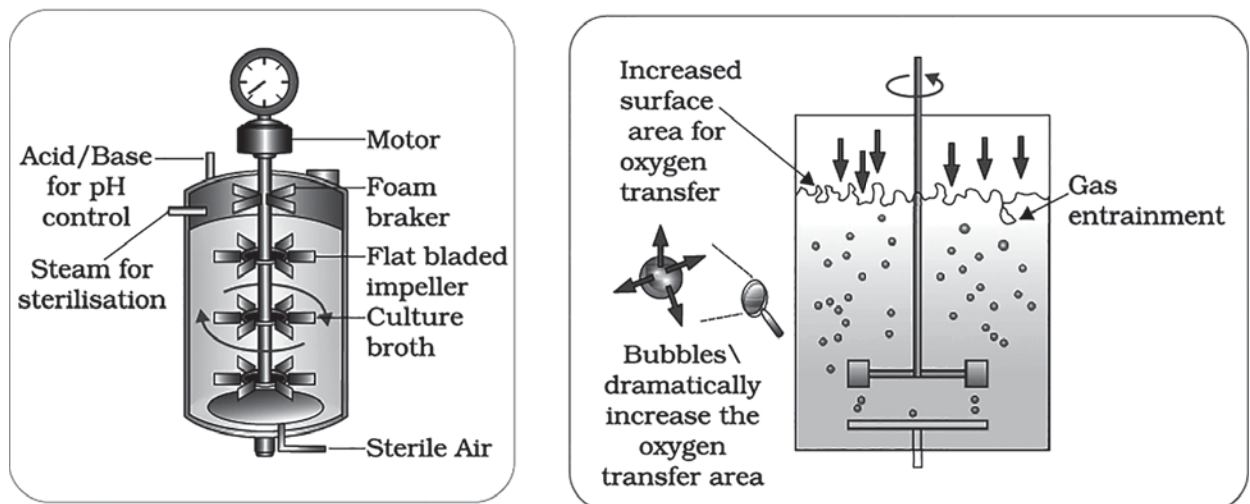 Acid/Base
for pH
control
Steam for
sterilisation
Motor
Foam
braker
Flat bladed
impeller
Culture
broth
Sterile Air
Increased
surface
area for
oxygen
transfer
Gas
entrainment
Bubbles\
dramatically
increase the
oxygen
transfer area